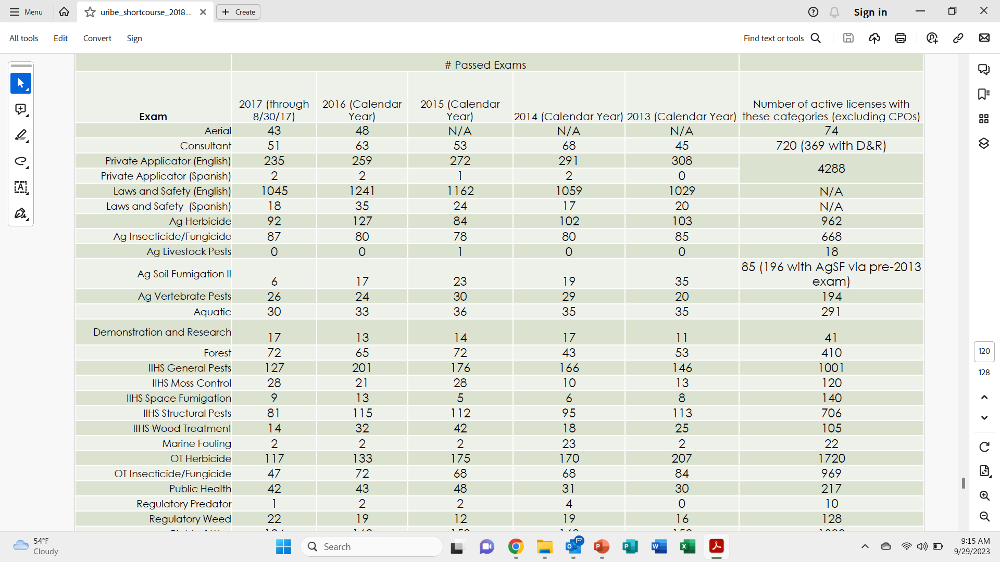 Menu
uribe_shortcourse_2018....
Create
Sign in
All tools Edit Convert Sign
Find text or tools
# Passed Exams
Exam 2017 (through 8/30/17) 2016 (Calendar Year) 2015 (Calendar Year) 2014 (Calendar Year) 2013 (Calendar Year) Number of active licenses with these categories (excluding CPOs)
Aerial 43 48 N/A N/A N/A 74
Consultant 51 63 53 68 45 720 (369 with D&R)
Private Applicator (English) 235 259 272 291 308 4288
Private Applicator (Spanish) 2 2 1 2 0
Laws and Safety (English) 1045 1241 1162 1059 1029 N/A
Laws and Safety (Spanish) 18 35 24 17 20 N/A
Ag Herbicide 92 127 84 102 103 962
Ag Insecticide/Fungicide 87 80 78 80 85 668
Ag Livestock Pests 0 0 1 0 0 18
Ag Soil Fumigation II 6 17 23 19 35 85 (196 with AgSF via pre-2013 exam)
Ag Vertebrate Pests 26 24 30 29 20 194
Aquatic 30 33 36 35 35 291
Demonstration and Research 17 13 14 17 11 41
Forest 72 65 72 43 53 410
IIHS General Pests 127 201 176 166 146 1001
IIHS Moss Control 28 21 28 10 13 120
IIHS Space Fumigation 9 13 5 6 8 140
IIHS Structural Pests 81 115 112 95 113 706
IIHS Wood Treatment 14 32 42 18 25 105
Marine Fouling 2 2 2 23 2 22
OT Herbicide 117 133 175 170 207 1720
OT Insecticide/Fungicide 47 72 68 68 84 969
Public Health 42 43 48 31 30 217
Regulatory Predator 1 2 2 4 0 10
Regulatory Weed 22 19 12 19 16 128
120
128
54°F
Cloudy
Search
9:15 AM
9/29/2023